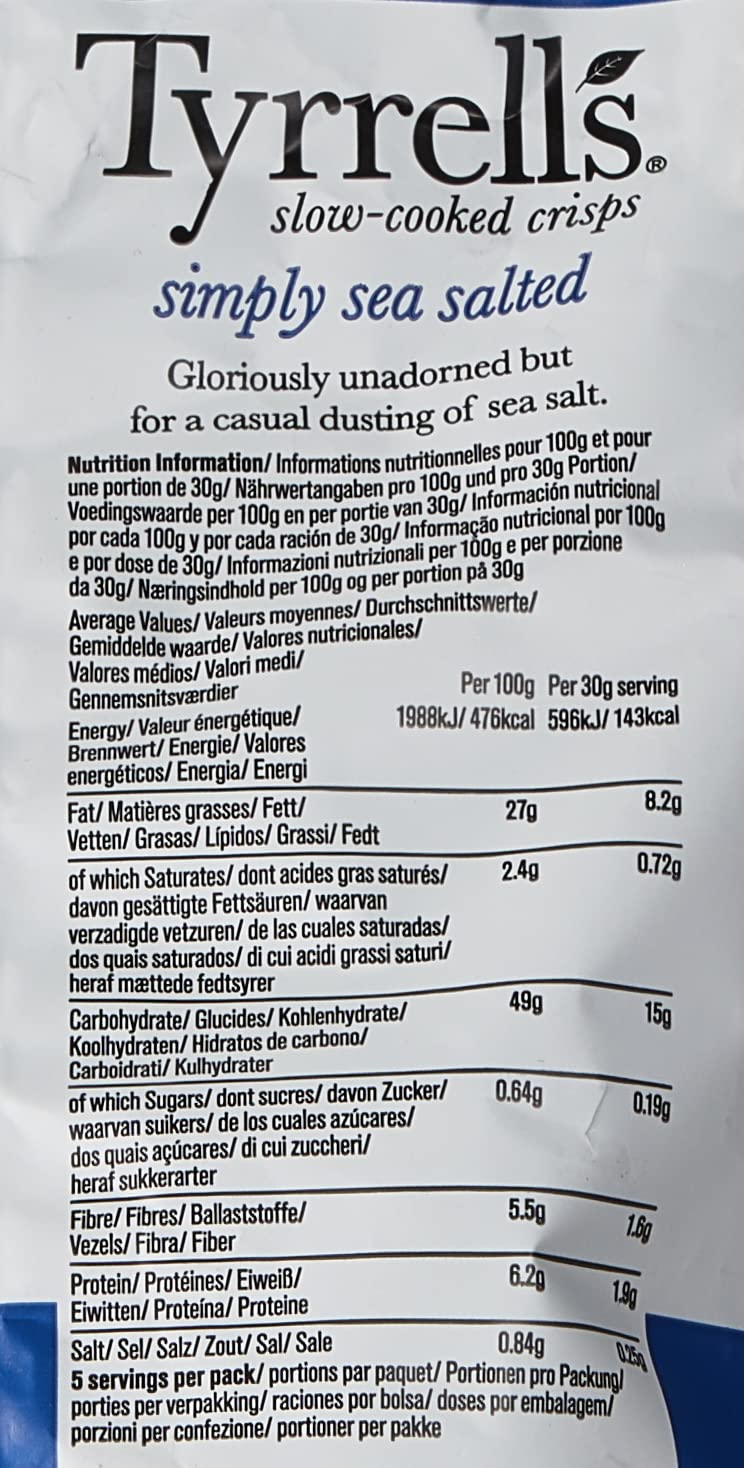 Tyrrell's®
slow-cooked crisps
simply sea salted
Gloriously unadorned but
for a casual dusting of sea salt.
Nutrition Information/ Informations nutritionnelles pour 100g et pour
une portion de 30g/ Nährwertangaben pro 100g und pro 30g Portion/
Voedingswaarde per 100g en per portie van 30g/ Información nutricional
por cada 100g y por cada ración de 30g/ Informação nutricional por 100g
e por dose de 30g/ Informazioni nutrizionali per 100g e per porzione
da 30g/ Næringsindhold per 100g og per portion på 30g
Average Values/ Valeurs moyennes/ Durchschnittswerte/
Gemiddelde waarde/ Valores nutricionales/
Valores médios/ Valori medi/
Gennemsnitsværdier Per 100g Per 30g serving
Energy/ Valeur énergétique/ 1988kJ/ 476kcal 596kJ/ 143kcal
Brennwert/ Energie/ Valores
energéticos/ Energia/ Energi
Fat/ Matières grasses/ Fett/ 27g 8.2g
Vetten/ Grasas/ Lípidos/ Grassi/ Fedt
of which Saturates/ dont acides gras saturés/ 2.4g 0.72g
davon gesättigte Fettsäuren/ waarvan
verzadigde vetzuren/ de las cuales saturadas/
dos quais saturados/ di cui acidi grassi saturi/
heraf mættede fedtsyrer
Carbohydrate/ Glucides/ Kohlenhydrate/ 49g 15g
Koolhydraten/ Hidratos de carbono/
Carboidrati/ Kulhydrater
of which Sugars/ dont sucres/ davon Zucker/ 0.64g 0.19g
waarvan suikers/ de los cuales azúcares/
dos quais açúcares/ di cui zuccheri/
heraf sukkerarter
Fibre/ Fibres/ Ballaststoffe/ 5.5g 1.6g
Vezels/ Fibra/ Fiber
Protein/ Protéines/ Eiweiß/ 6.2g 1.9g
Eiwitten/ Proteína/ Proteine
Salt/ Sel/ Salz/ Zout/ Sal/ Sale 0.84g 0.25g
5 servings per pack/ portions par paquet/ Portionen pro Packung/
porties per verpakking/ raciones por bolsa/ doses por embalagem/
porzioni per confezione/ portioner per pakke